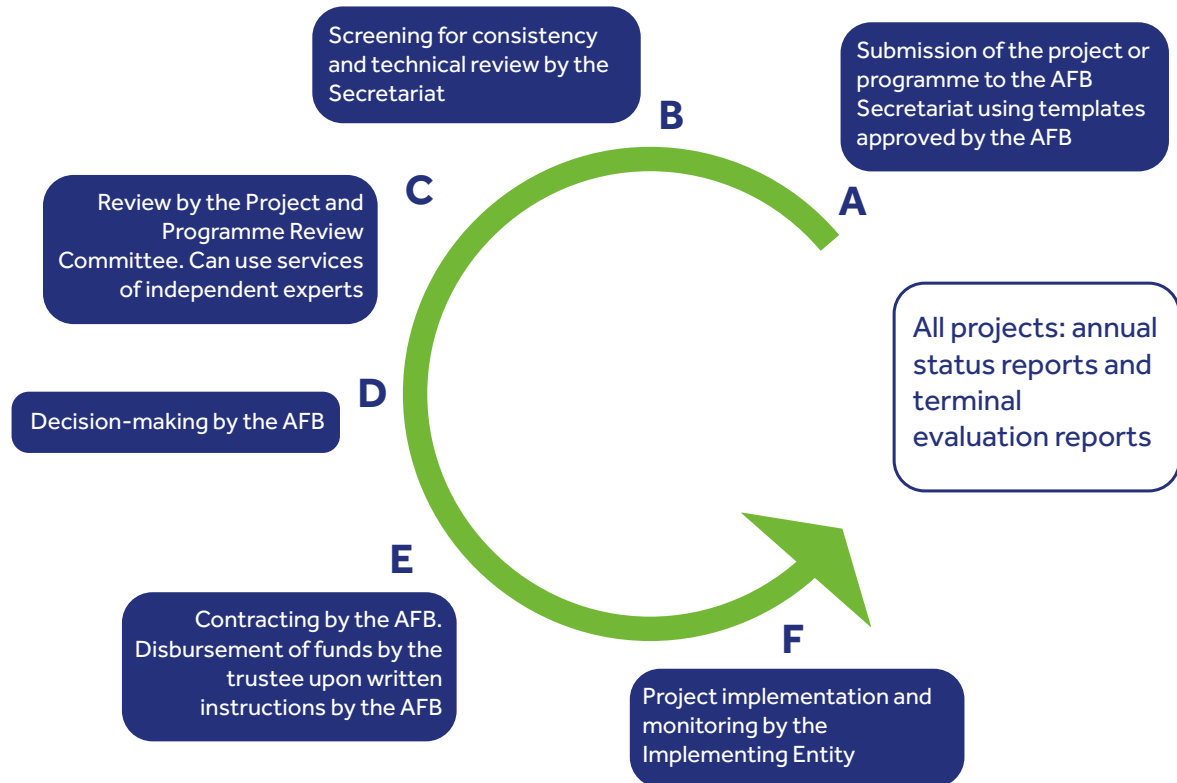 A
Submission of the project or
programme to the AFB
Secretariat using templates
approved by the AFB
B
Screening for consistency
and technical review by the
Secretariat
C
Review by the Project and
Programme Review
Committee. Can use services
of independent experts
D
Decision-making by the AFB
E
Contracting by the AFB.
Disbursement of funds by the
trustee upon written
instructions by the AFB
F
Project implementation and
monitoring by the
Implementing Entity
All projects: annual
status reports and
terminal
evaluation reports